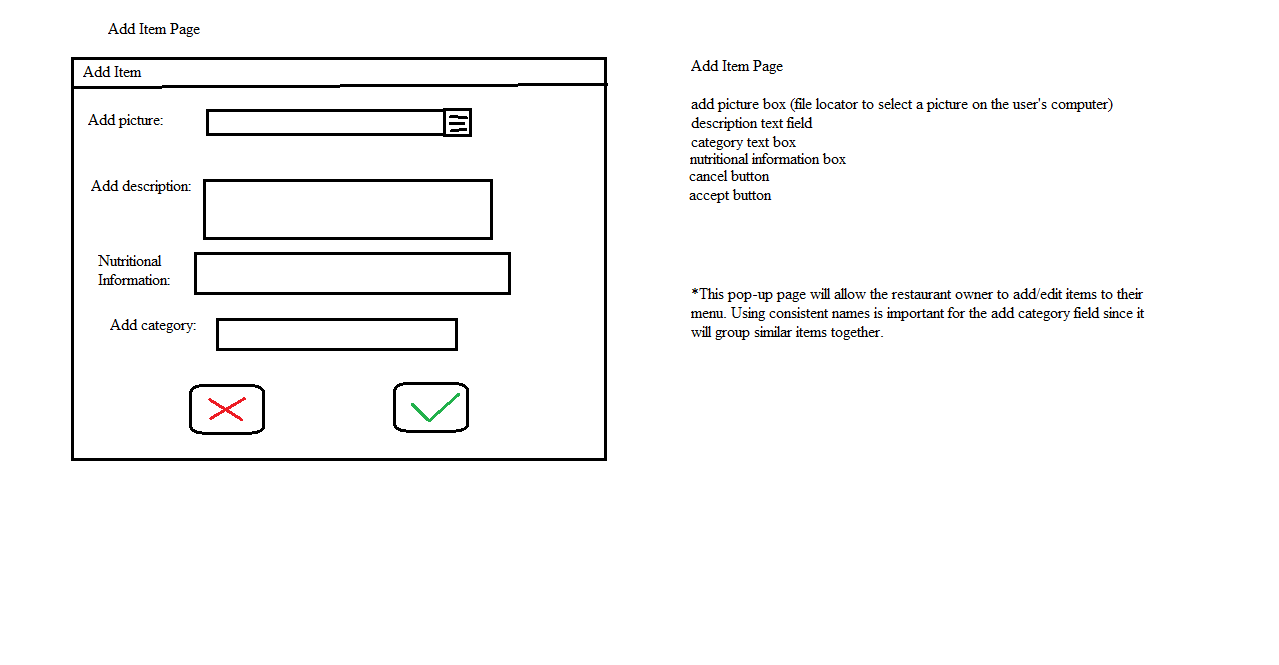 Add Item Page
Add Item
Add picture:
Add description:
Nutritional
Information:
Add category:
Add Item Page
add picture box (file locator to select a picture on the user's computer)
description text field
category text box
nutritional information box
cancel button
accept button
*This pop-up page will allow the restaurant owner to add/edit items to their
menu. Using consistent names is important for the add category field since it
will group similar items together.